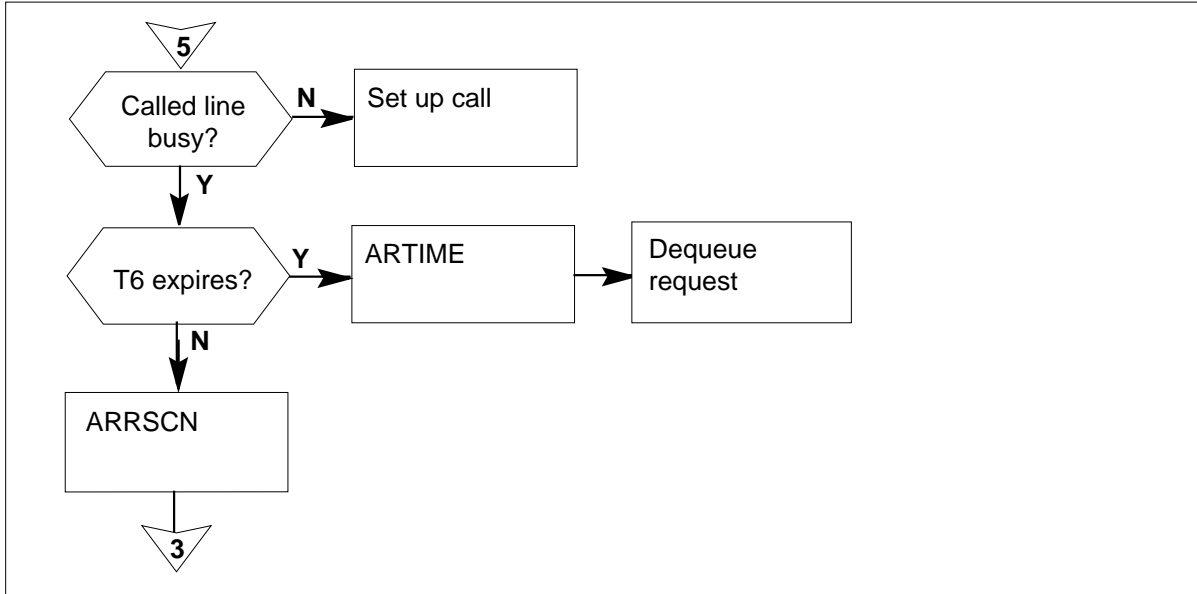 5
Called line
busy?
N
Set up call
Y
T6 expires?
Y
ARTIME
Dequeue
request
N
ARRSCN
3